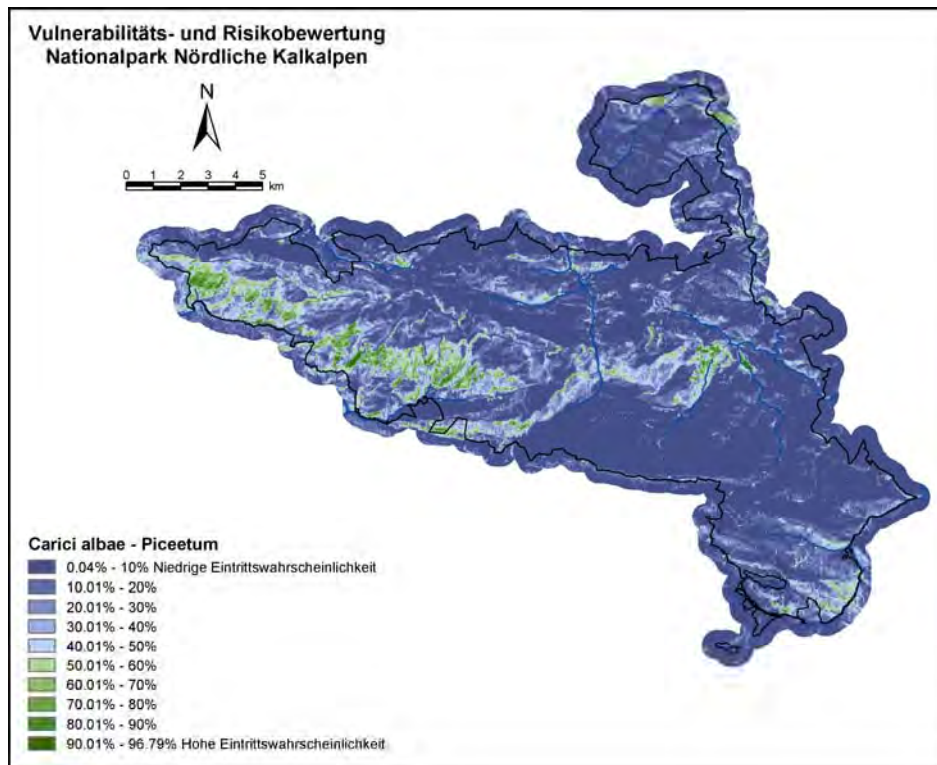 Vulnerabilitäts- und Risikobewertung
Nationalpark Nördliche Kalkalpen
N
0 1 2 3 4 5
km
Carici albae - Piceetum
0.04% - 10% Niedrige Eintrittswahrscheinlichkeit
10.01% - 20%
20.01% - 30%
30.01% - 40%
40.01% - 50%
50.01% - 60%
60.01% - 70%
70.01% - 80%
80.01% - 90%
90.01% - 96.79% Hohe Eintrittswahrscheinlichkeit